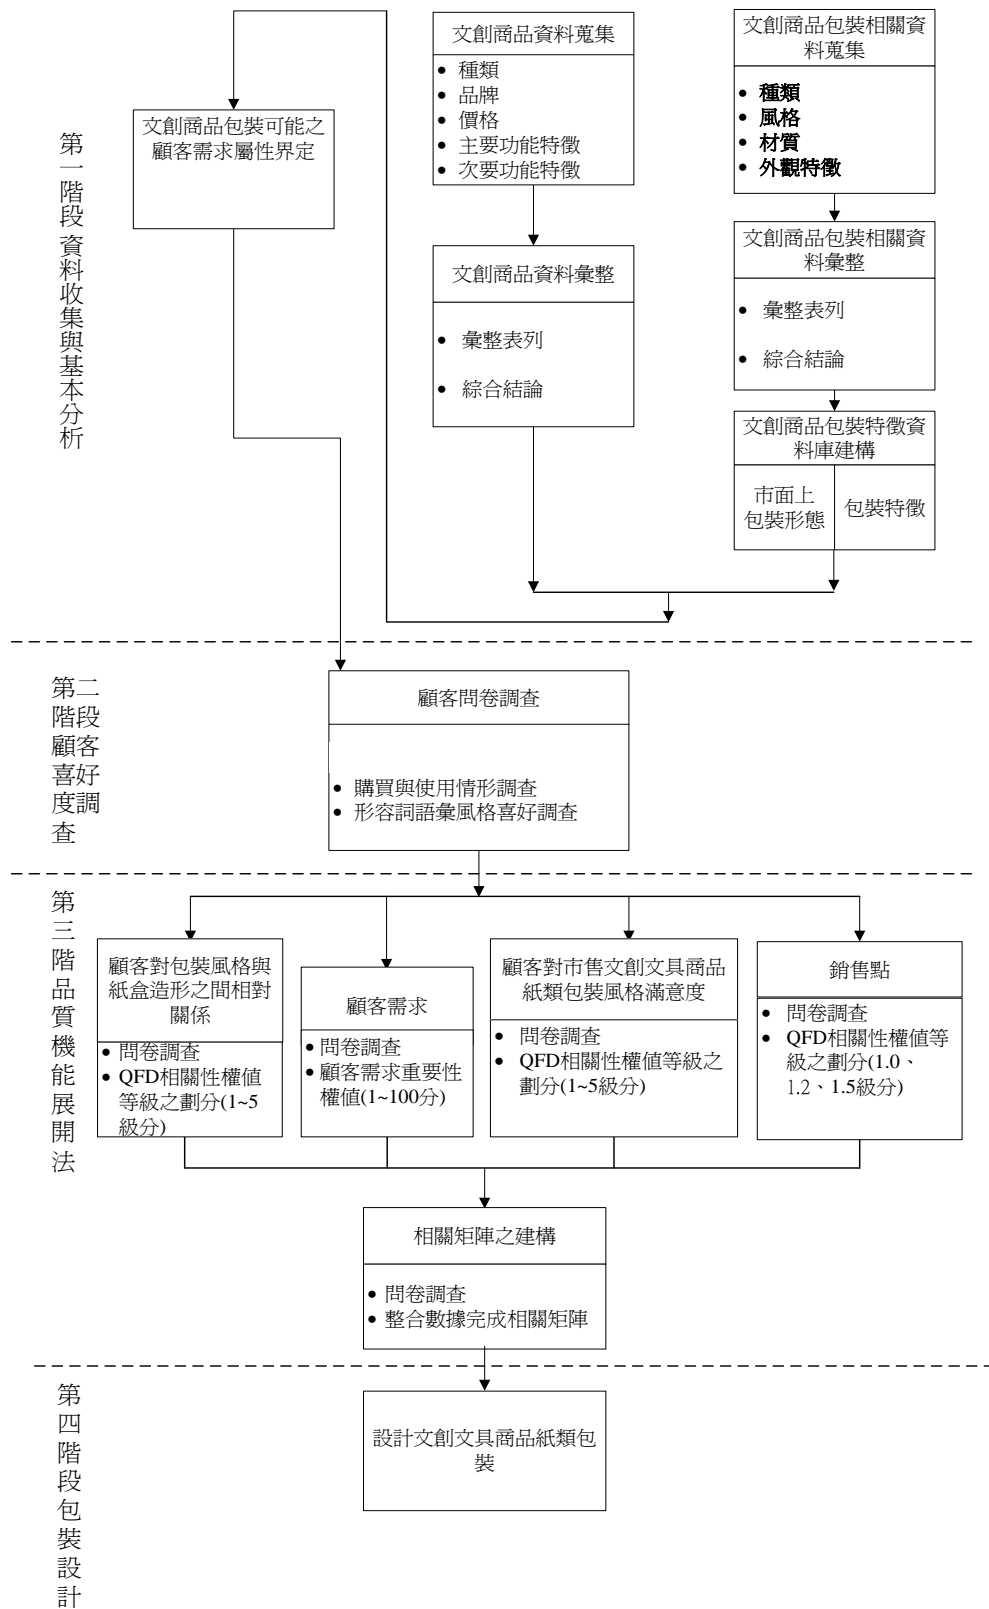 第一階段資料收集與基本分析
文創商品包裝可能之
顧客需求屬性界定
文創商品資料蒐集
• 種類
• 品牌
• 價格
• 主要功能特徵
• 次要功能特徵
文創商品包裝相關資
料蒐集
• 種類
• 風格
• 材質
• 外觀特徵
文創商品資料彙整
• 彙整表列
• 綜合結論
文創商品包裝相關資
料彙整
• 彙整表列
• 綜合結論
文創商品包裝特徵資
料庫建構
市面上
包裝形態
包裝特徵
第二
階段
顧客
喜好
度調
查
顧客問卷調查
• 購買與使用情形調查
• 形容詞語彙風格喜好調查
第三階品質機能展開法
顧客對包裝風格與
紙盒造形之間相對
關係
• 問卷調查
• QFD相關性權值
等級之劃分(1~5
級分)
顧客需求
• 問卷調查
• 顧客需求重要性
權值(1~100分)
顧客對市售文創文具商品
紙類包裝風格滿意度
• 問卷調查
• QFD相關性權值等級之
劃分(1~5級分)
銷售點
• 問卷調查
• QFD相關性權值等
級之劃分(1.0、
1.2、1.5級分)
相關矩陣之建構
• 問卷調查
• 整合數據完成相關矩陣
第四階段包裝設計
設計文創文具商品紙類包
裝